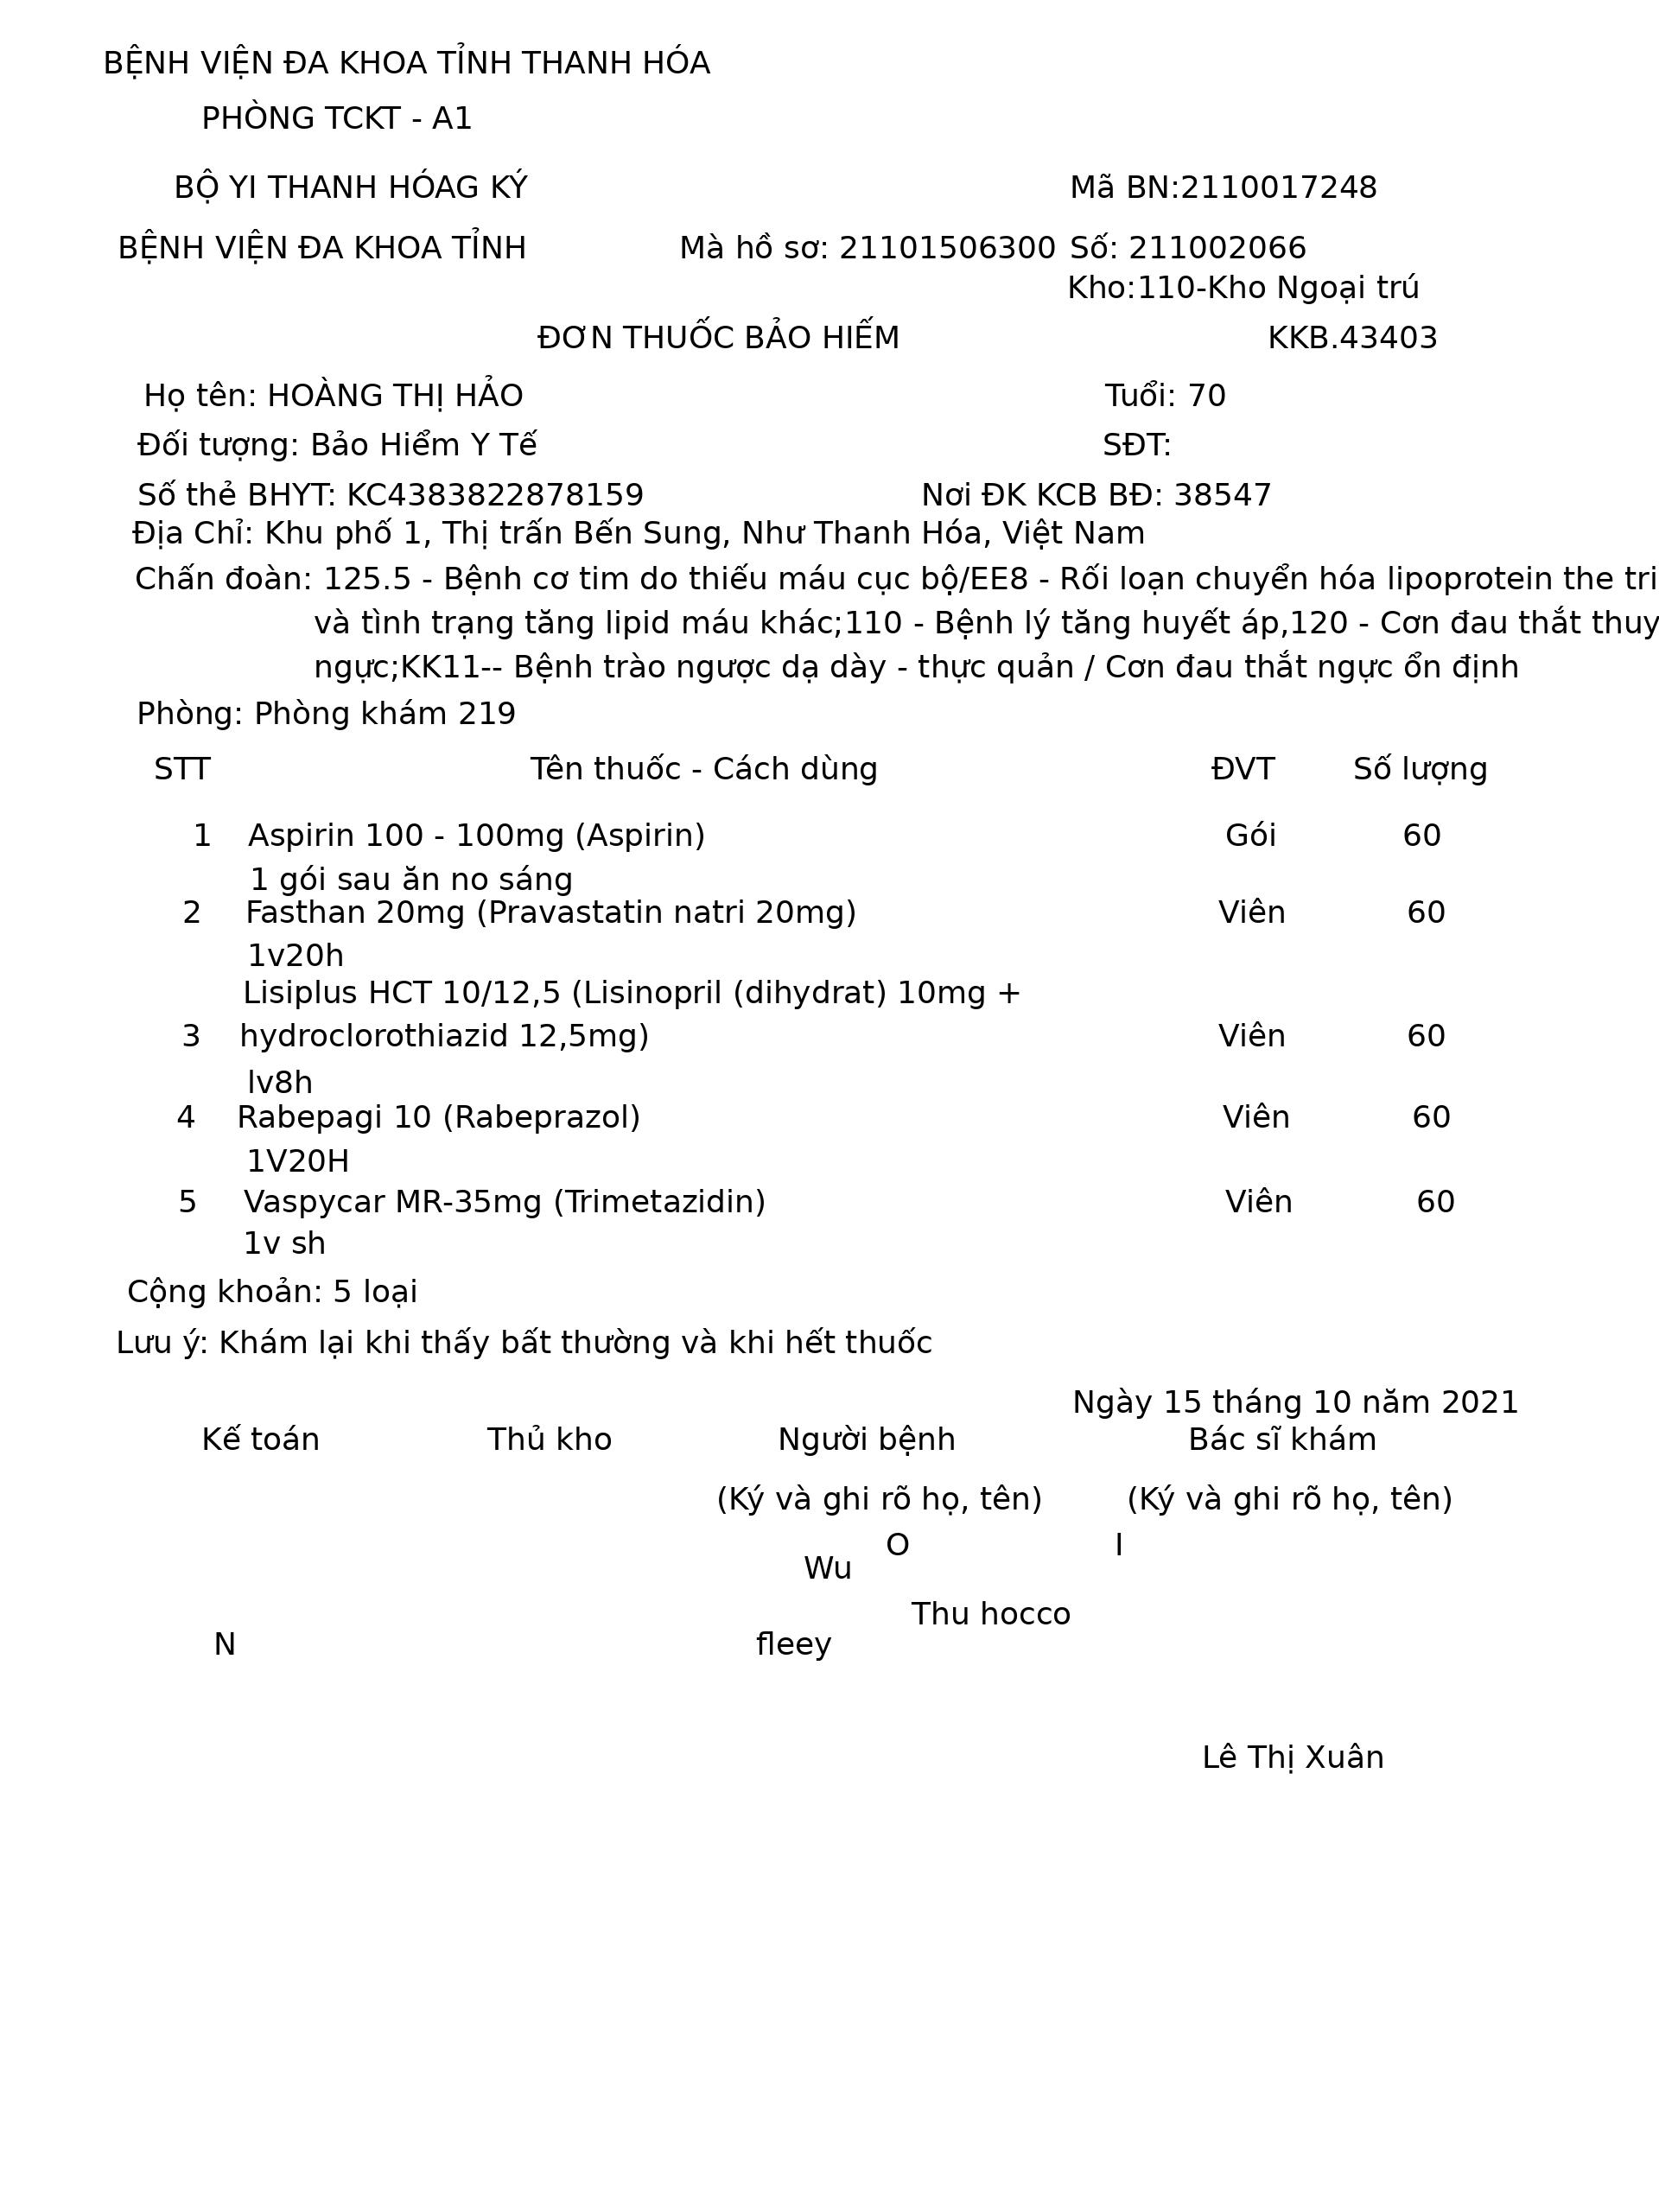 BỆNH VIỆN ĐA KHOA TỈNH THANH HÓA
PHÒNG TCKT - A1
BỘ YI THANH HÓAG KÝ Mã BN:2110017248
BỆNH VIỆN ĐA KHOA TỈNH Mà hồ sơ: 21101506300 Số: 211002066
Kho:110-Kho Ngoại trú
ĐƠN THUỐC BẢO HIẾM KKB.43403
Họ tên: HOÀNG THỊ HẢO Tuổi: 70
Đối tượng: Bảo Hiểm Y Tế SĐT:
Số thẻ BHYT: KC4383822878159 Nơi ĐK KCB BĐ: 38547
Địa Chỉ: Khu phố 1, Thị trấn Bến Sung, Như Thanh Hóa, Việt Nam
Chấn đoàn: 125.5 - Bệnh cơ tim do thiếu máu cục bộ/EE8 - Rối loạn chuyển hóa lipoprotein the tri
và tình trạng tăng lipid máu khác;110 - Bệnh lý tăng huyết áp,120 - Cơn đau thắt thuy
ngực;KK11-- Bệnh trào ngược dạ dày - thực quản / Cơn đau thắt ngực ổn định
Phòng: Phòng khám 219
STT Tên thuốc - Cách dùng ĐVT Số lượng
1 Aspirin 100 - 100mg (Aspirin) Gói 60
1 gói sau ăn no sáng
2 Fasthan 20mg (Pravastatin natri 20mg) Viên 60
1v20h
Lisiplus HCT 10/12,5 (Lisinopril (dihydrat) 10mg +
3 hydroclorothiazid 12,5mg) Viên 60
lv8h
4 Rabepagi 10 (Rabeprazol) Viên 60
1V20H
5 Vaspycar MR-35mg (Trimetazidin) Viên 60
1v sh
Cộng khoản: 5 loại
Lưu ý: Khám lại khi thấy bất thường và khi hết thuốc
Ngày 15 tháng 10 năm 2021
Kế toán Thủ kho Người bệnh Bác sĩ khám
(Ký và ghi rõ họ, tên) (Ký và ghi rõ họ, tên)
O I
Wu
Thu hocco
N fleey
Lê Thị Xuân